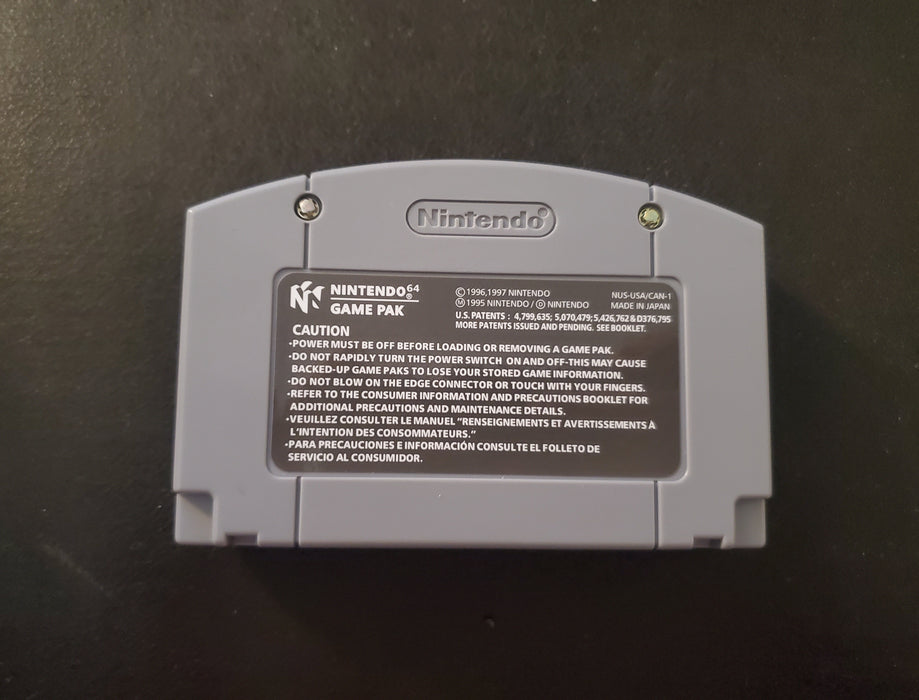 Nintendo®
NINTENDO64®
GAME PAK
©1996,1997 NINTENDO
Ⓜ1995 NINTENDO / Ⓟ NINTENDO
NUS-USA/CAN-1
MADE IN JAPAN
U.S. PATENTS : 4,799,635; 5,070,479; 5,426,762 & D376,795
MORE PATENTS ISSUED AND PENDING. SEE BOOKLET.
CAUTION
·POWER MUST BE OFF BEFORE LOADING OR REMOVING A GAME PAK.
·DO NOT RAPIDLY TURN THE POWER SWITCH ON AND OFF-THIS MAY CAUSE
BACKED-UP GAME PAKS TO LOSE YOUR STORED GAME INFORMATION.
·DO NOT BLOW ON THE EDGE CONNECTOR OR TOUCH WITH YOUR FINGERS.
·REFER TO THE CONSUMER INFORMATION AND PRECAUTIONS BOOKLET FOR
ADDITIONAL PRECAUTIONS AND MAINTENANCE DETAILS.
·VEUILLEZ CONSULTER LE MANUEL "RENSEIGNEMENTS ET AVERTISSEMENTS À
L'INTENTION DES CONSOMMATEURS."
·PARA PRECAUCIONES E INFORMACIÓN CONSULTE EL FOLLETO DE
SERVICIO AL CONSUMIDOR.